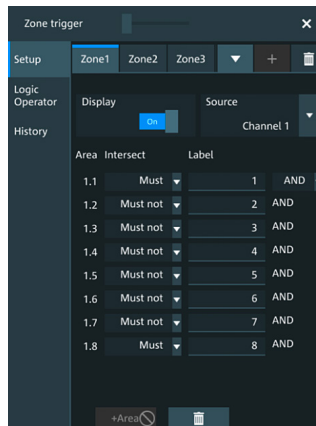 Zone trigger
Setup
Zone1 Zone2 Zone3
Logic
Operator
History
Display Source
On
Channel 1
Area Intersect Label
1.1 Must 1 AND
1.2 Must not 2 AND
1.3 Must not 3 AND
1.4 Must not 4 AND
1.5 Must not 5 AND
1.6 Must not 6 AND
1.7 Must not 7 AND
1.8 Must 8 AND
+Area